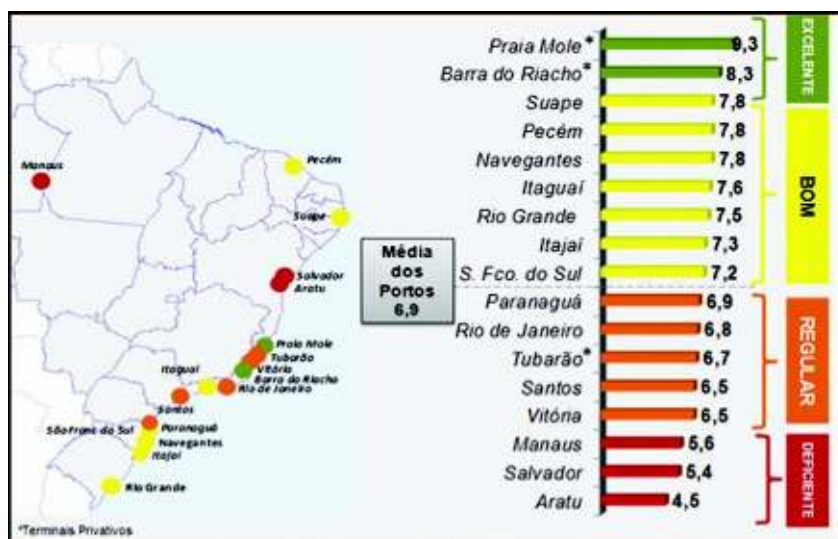 Manaus
Pecém
Suape
Salvador
Aratu
Praia Mole
Tubarão
Vitória
Barra do Riacho
Itaguaí
Rio de Janeiro
Santos
São Franc do Sul
Paranaguá
Navegantes
Itajaí
Rio Grande
*Terminais Privativos
Média
dos
Portos
6,9
Praia Mole * 9,3
Barra do Riacho * 8,3
Suape 7,8
Pecém 7,8
Navegantes 7,8
Itaguaí 7,6
Rio Grande 7,5
Itajaí 7,3
S. Fco. do Sul 7,2
Paranaguá 6,9
Rio de Janeiro 6,8
Tubarão * 6,7
Santos 6,5
Vitória 6,5
Manaus 5,6
Salvador 5,4
Aratu 4,5
EXCELENTE
BOM
REGULAR
DEFICIENTE